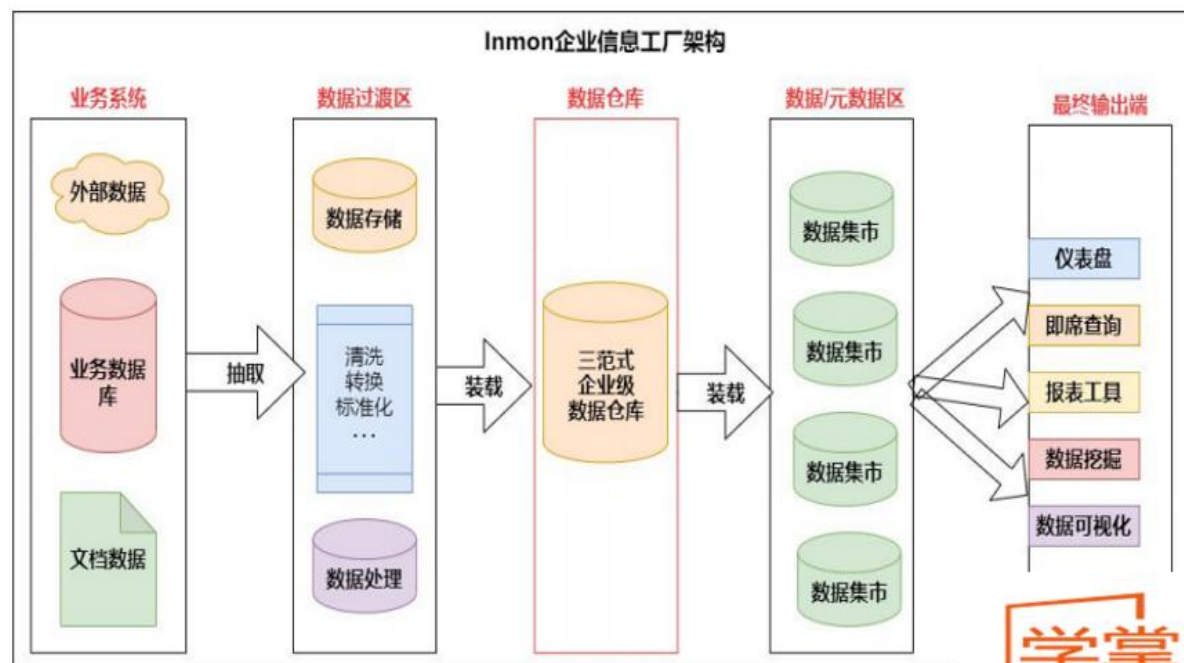 Inmon企业信息工厂架构
业务系统
外部数据
业务数据
库
文档数据
抽取
数据过渡区
数据存储
清洗
转换
标准化
...
数据处理
装载
数据仓库
三范式
企业级
数据仓库
装载
数据/元数据区
数据集市
数据集市
数据集市
数据集市
最终输出端
仪表盘
即席查询
报表工具
数据挖掘
数据可视化
学堂